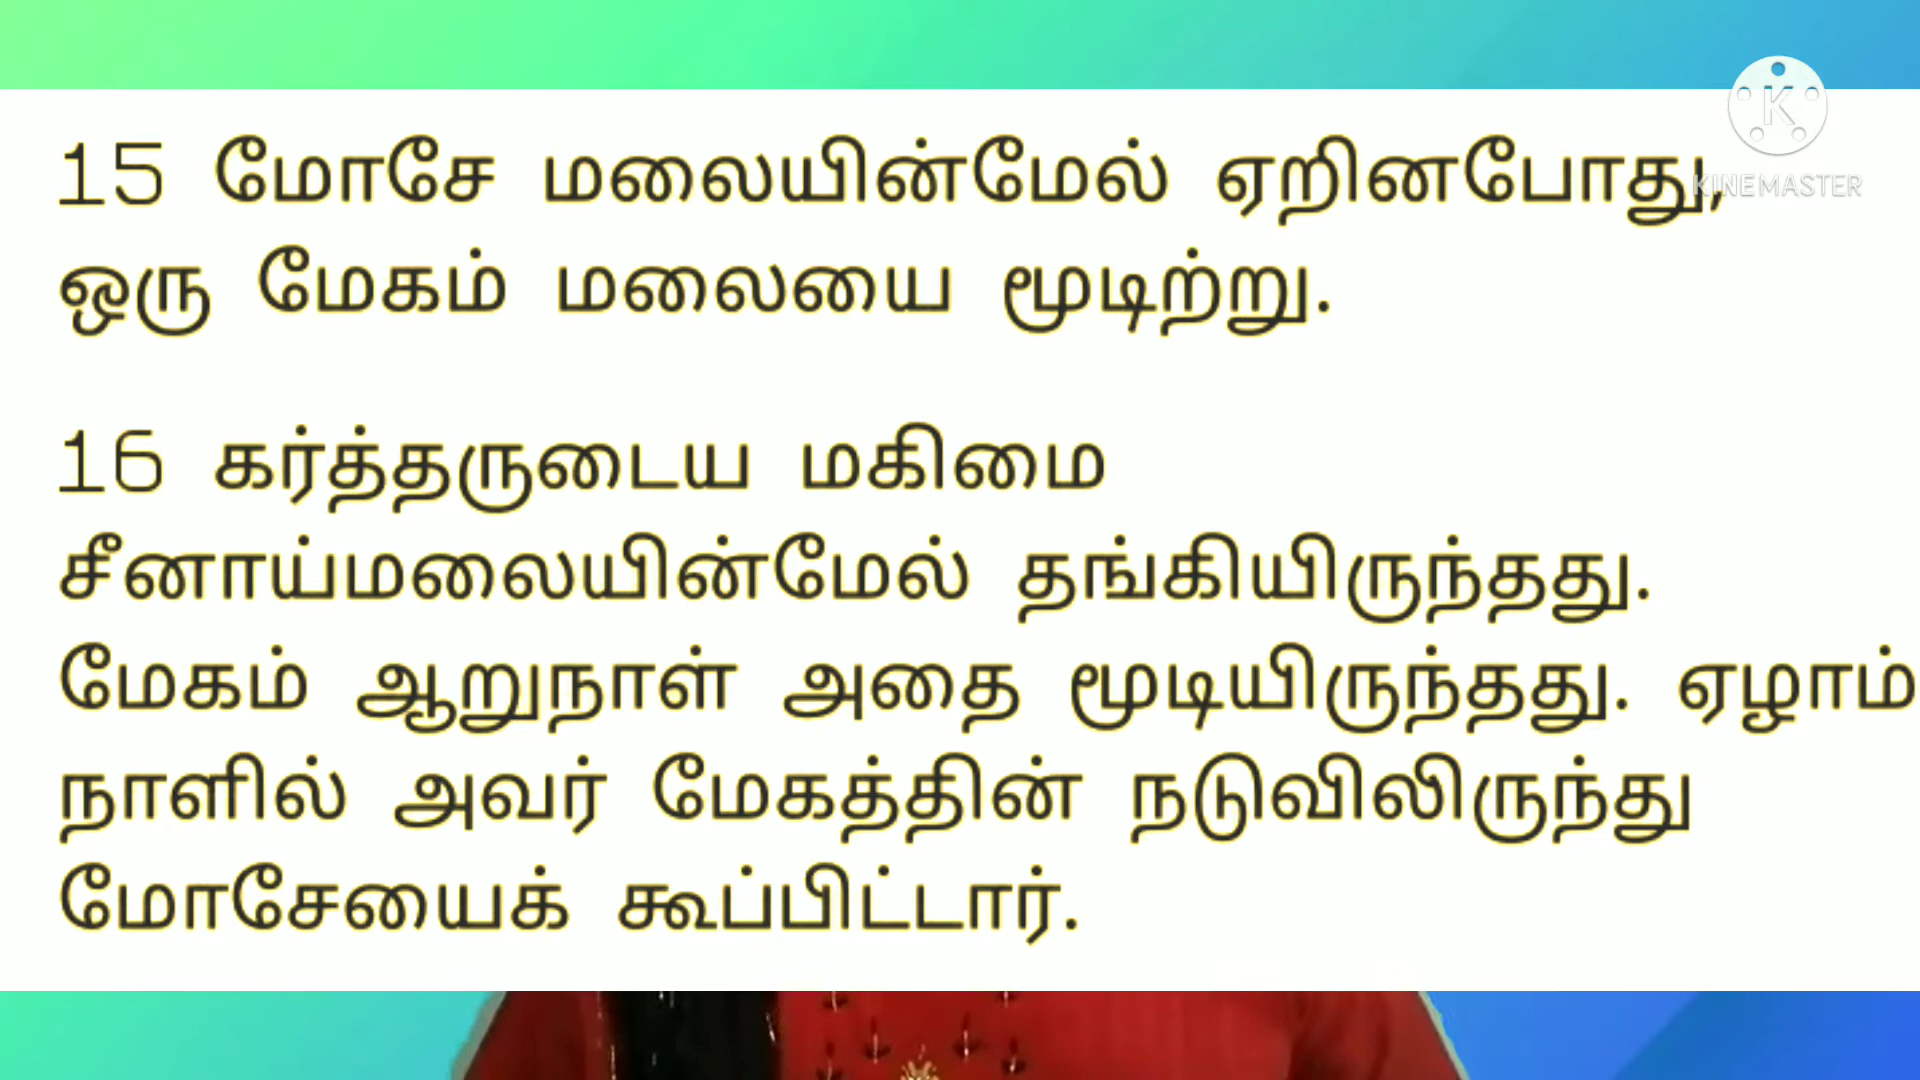 15 மோசே மலையின்மேல் ஏறினபோது,
ஒரு மேகம் மலையை மூடிற்று.
16 கர்த்தருடைய மகிமை
சீனாய்மலையின்மேல் தங்கியிருந்தது.
மேகம் ஆறுநாள் அதை மூடியிருந்தது. ஏழாம்
நாளில் அவர் மேகத்தின் நடுவிலிருந்து
மோசேயைக் கூப்பிட்டார்.
K
KINEMASTER